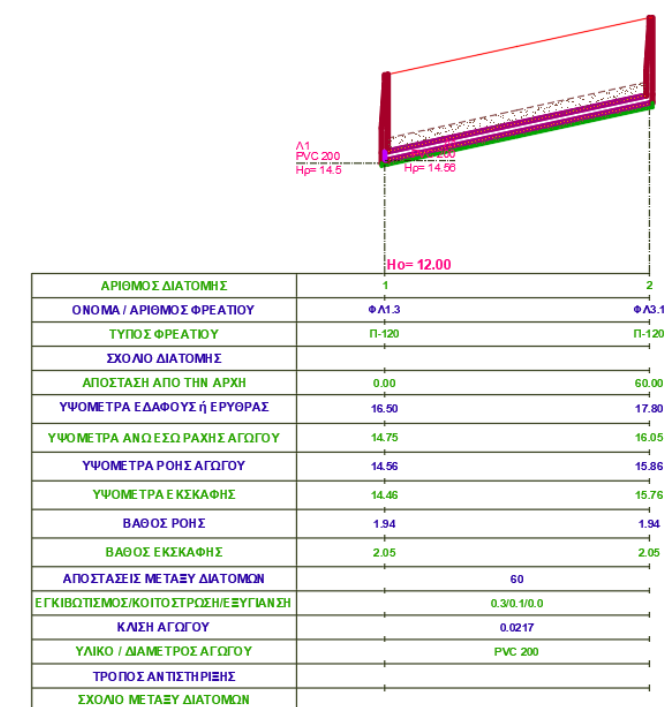 Λ1
PVC 200
Hρ= 14.5
200
Hρ= 14.56
Ho= 12.00
ΑΡΙΘΜΟΣ ΔΙΑΤΟΜΗΣ 1 2
ΟΝΟΜΑ / ΑΡΙΘΜΟΣ ΦΡΕΑΤΙΟΥ ΦΛ1.3 ΦΛ3.1
ΤΥΠΟΣ ΦΡΕΑΤΙΟΥ Π-120 Π-120
ΣΧΟΛΙΟ ΔΙΑΤΟΜΗΣ
ΑΠΟΣΤΑΣΗ ΑΠΟ ΤΗΝ ΑΡΧΗ 0.00 60.00
ΥΨΟΜΕΤΡΑ ΕΔΑΦΟΥΣ ή ΕΡΥΘΡΑΣ 16.50 17.80
ΥΨΟΜΕΤΡΑ ΑΝΩ ΕΣΩ ΡΑΧΗΣ ΑΓΩΓΟΥ 14.75 16.05
ΥΨΟΜΕΤΡΑ ΡΟΗΣ ΑΓΩΓΟΥ 14.56 15.86
ΥΨΟΜΕΤΡΑ ΕΚΣΚΑΦΗΣ 14.46 15.76
ΒΑΘΟΣ ΡΟΗΣ 1.94 1.94
ΒΑΘΟΣ ΕΚΣΚΑΦΗΣ 2.05 2.05
ΑΠΟΣΤΑΣΕΙΣ ΜΕΤΑΞΥ ΔΙΑΤΟΜΩΝ 60
ΕΓΚΙΒΩΤΙΣΜΟΣ/ΚΟΙΤΟΣΤΡΩΣΗ/ΕΞΥΓΙΑΝΣΗ 0.3/0.1/0.0
ΚΛΙΣΗ ΑΓΩΓΟΥ 0.0217
ΥΛΙΚΟ / ΔΙΑΜΕΤΡΟΣ ΑΓΩΓΟΥ PVC 200
ΤΡΟΠΟΣ ΑΝΤΙΣΤΗΡΙΞΗΣ
ΣΧΟΛΙΟ ΜΕΤΑΞΥ ΔΙΑΤΟΜΩΝ